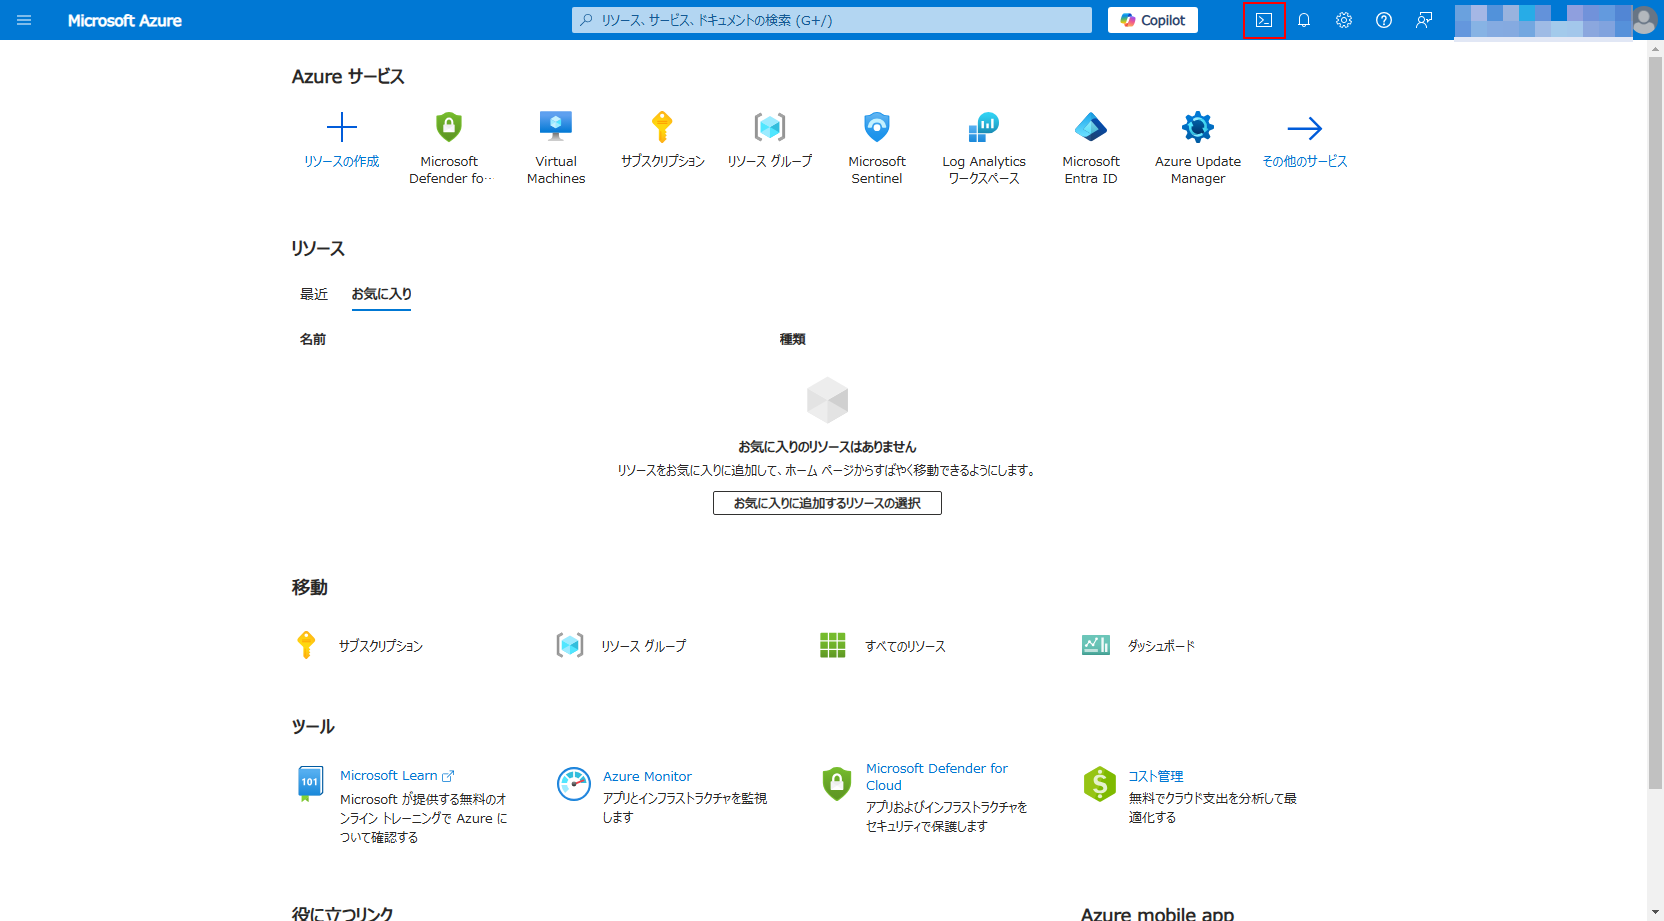 Microsoft Azure
リソース、サービス、ドキュメントの検索 (G+/)
Copilot
Azure サービス
リソースの作成
Microsoft
Defender fo…
Virtual
Machines
サブスクリプション
リソース グループ
Microsoft
Sentinel
Log Analytics
ワークスペース
Microsoft
Entra ID
Azure Update
Manager
その他のサービス
リソース
最近
お気に入り
名前
種類
お気に入りのリソースはありません
リソースをお気に入りに追加して、ホーム ページからすばやく移動できるようにします。
お気に入りに追加するリソースの選択
移動
サブスクリプション
リソース グループ
すべてのリソース
ダッシュボード
ツール
101
Microsoft Learn
Microsoft が提供する無料のオ
ンライン トレーニングで Azure に
ついて確認する
Azure Monitor
アプリとインフラストラクチャを監視
します
Microsoft Defender for
Cloud
アプリおよびインフラストラクチャを
セキュリティで保護します
コスト管理
無料でクラウド支出を分析して最
適化する
役に立つリンク
Azure mobile app